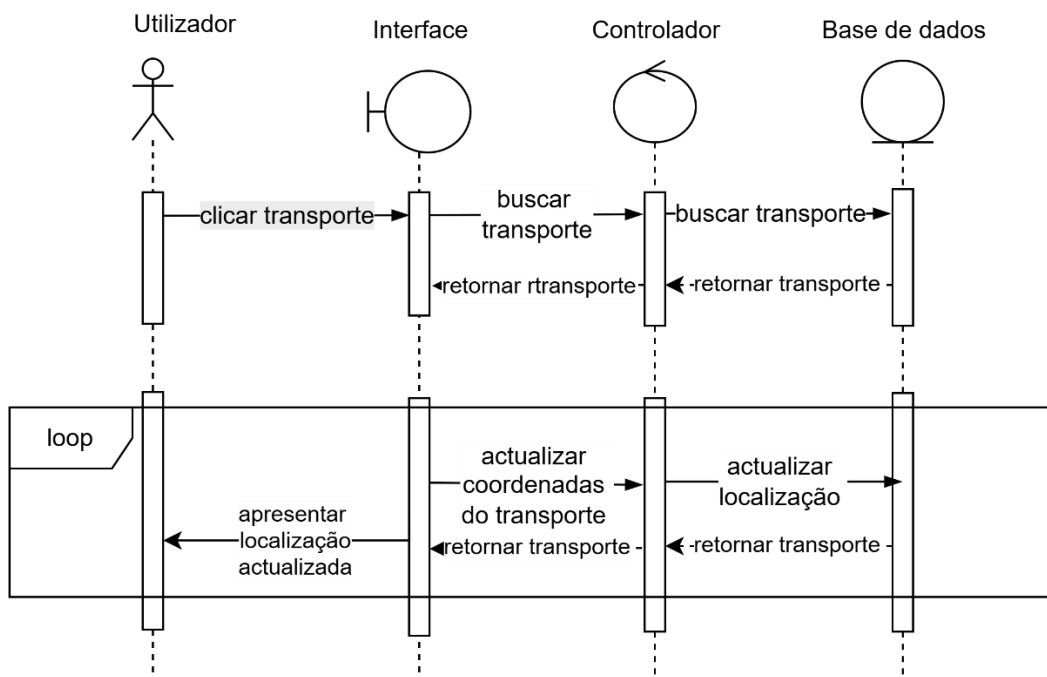 Utilizador
Interface
Controlador
Base de dados
clicar transporte
buscar
transporte
buscar transporte
retornar rtransporte
retornar transporte
loop
actualizar
coordenadas
do transporte
actualizar
localização
apresentar
localização
actualizada
retornar transporte
retornar transporte